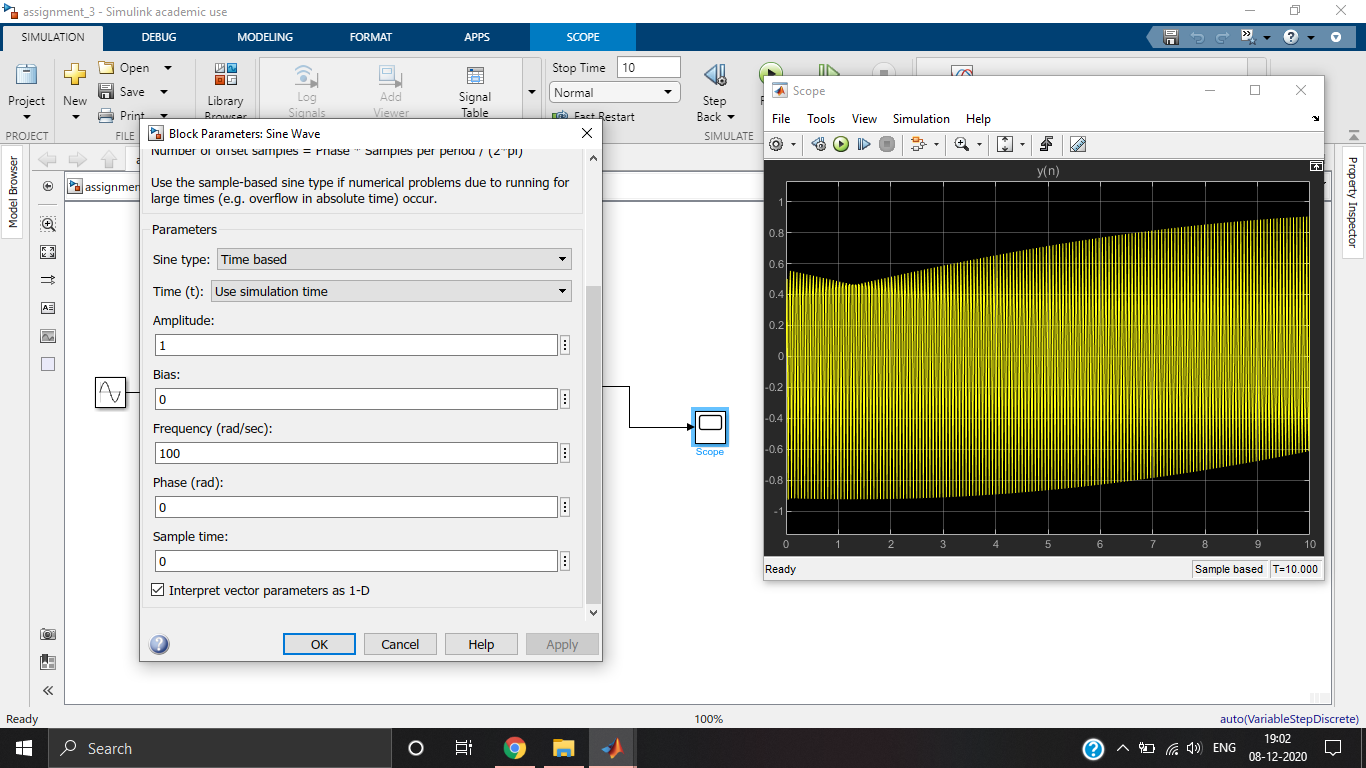 assignment_3 - Simulink academic use
SIMULATION DEBUG MODELING FORMAT APPS SCOPE
Project
New
Open
Save
Print
Library
Browser
Log
Signals
Add
Viewer
Signal
Table
Stop Time 10
Normal
Fast Restart
Step
Back
PROJECT FILE SIMULATE
Model Browser
assignmen
Property Inspector
Block Parameters: Sine Wave
Number of offset samples = Phase * Samples per period / (2*pi)
Use the sample-based sine type if numerical problems due to running for
large times (e.g. overflow in absolute time) occur.
Parameters
Sine type: Time based
Time (t): Use simulation time
Amplitude:
1
Bias:
0
Frequency (rad/sec):
100
Phase (rad):
0
Sample time:
0
Interpret vector parameters as 1-D
OK Cancel Help Apply
Scope
Scope
File Tools View Simulation Help
y(n)
1
0.8
0.6
0.4
0.2
0
-0.2
-0.4
-0.6
-0.8
-1
0 1 2 3 4 5 6 7 8 9 10
Ready Sample based T=10.000
Ready 100% auto(VariableStepDiscrete)
Search
ENG
19:02
08-12-2020